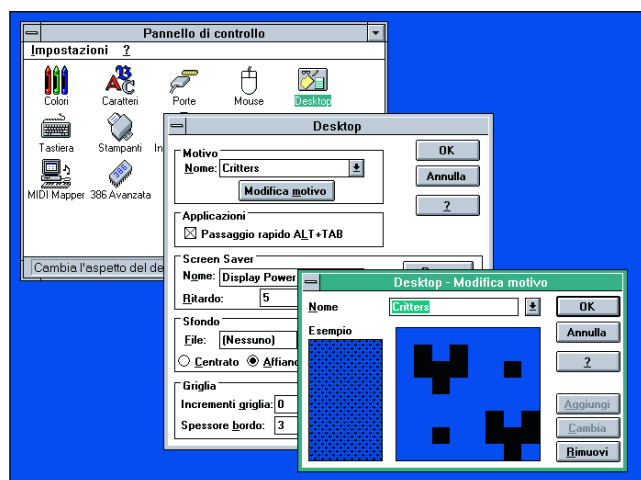 Pannello di controllo
Impostazioni ?
Colori Caratteri Porte Mouse Desktop
Tastiera Stampanti
MIDI Mapper 386 Avanzata
Cambia l'aspetto del de
Desktop
Motivo
Nome: Critters
Modifica motivo
OK
Annulla
?
Applicazioni
Passaggio rapido ALT+TAB
Screen Saver
Nome: Display Power
Ritardo: 5
Sfondo
File: (Nessuno)
Centrato Affian
Griglia
Incrementi griglia: 0
Spessore bordo: 3
Desktop - Modifica motivo
Nome Critters
Esempio
OK
Annulla
?
Aggiungi
Cambia
Rimuovi